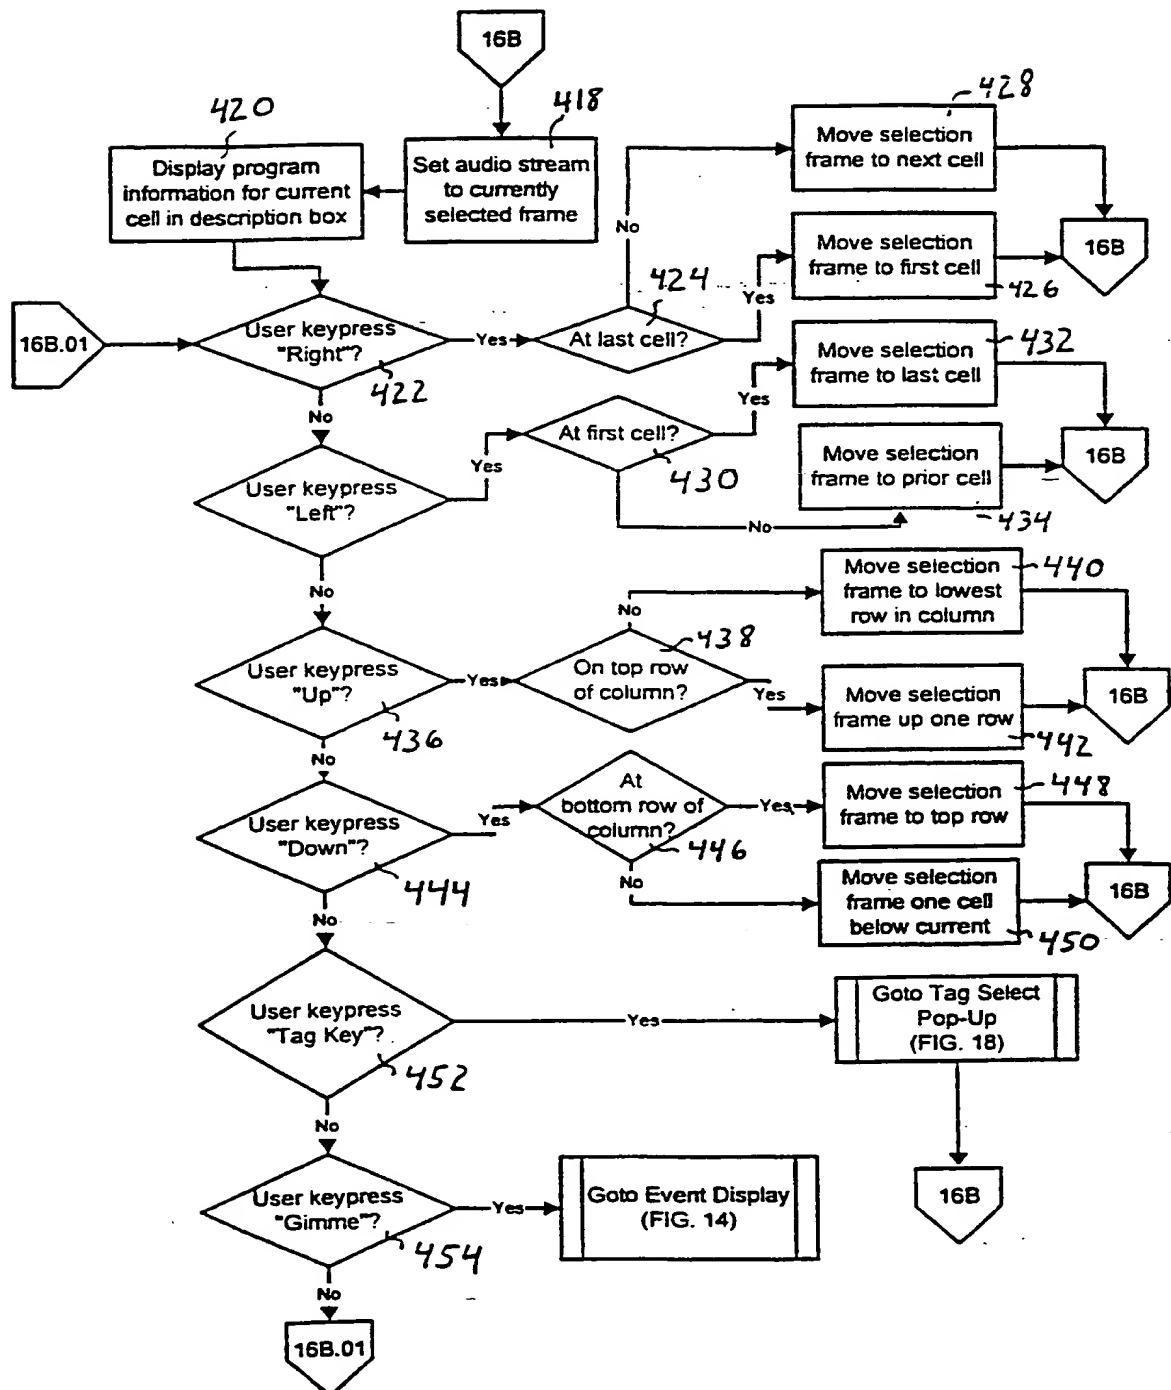 16B
420
418
428
Display program
information for current
cell in description box
Set audio stream
to currently
selected frame
Move selection
frame to next cell
No
16B
Move selection
frame to first cell
426
424
Yes
16B.01
User keypress
"Right"?
422
Yes
At last cell?
432
Move selection
frame to last cell
No
Yes
At first cell?
430
Yes
16B
Move selection
frame to prior cell
434
User keypress
"Left"?
No
No
440
Move selection
frame to lowest
row in column
No
438
User keypress
"Up"?
436
Yes
On top row
of column?
Yes
16B
Move selection
frame up one row
442
No
448
Move selection
frame to top row
User keypress
"Down"?
444
Yes
At
bottom row of
column?
446
Yes
No
16B
Move selection
frame one cell
below current
450
No
User keypress
"Tag Key"?
452
Yes
Goto Tag Select
Pop-Up
(FIG. 18)
No
16B
User keypress
"Gimme"?
454
Yes
Goto Event Display
(FIG. 14)
No
16B.01